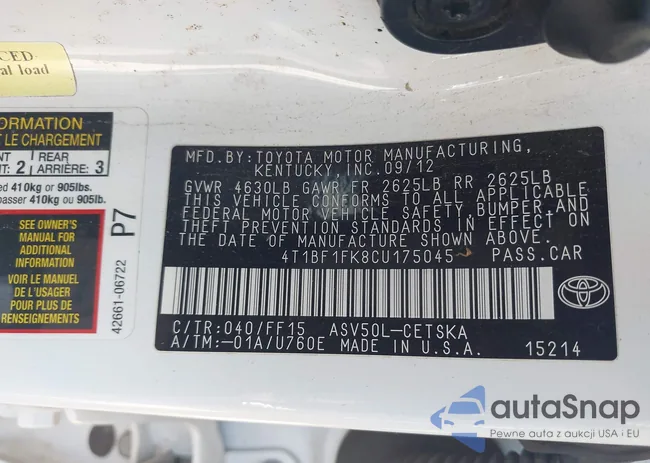 CED
al load
FORMATION
T LE CHARGEMENT
NT REAR
NT: 2 ARRIÈRE: 3
ed 410kg or 905lbs.
passer 410kg ou 905lb.
SEE OWNER'S
MANUAL FOR
ADDITIONAL
INFORMATION
VOIR LE MANUEL
DE L'USAGER
POUR PLUS DE
RENSEIGNEMENTS
P7
42661-06722
MFD.BY: TOYOTA MOTOR MANUFACTURING,
KENTUCKY, INC.09/12
GVWR 4630LB GAWR FR 2625LB RR 2625LB
THIS VEHICLE CONFORMS TO ALL APPLICABLE
FEDERAL MOTOR VEHICLE SAFETY, BUMPER AND
THEFT PREVENTION STANDARDS IN EFFECT ON
THE DATE OF MANUFACTURE SHOWN ABOVE.
4T1BF1FK8CU175045 PASS.CAR
C/TR:040/FF15 ASV50L-CETSKA
A/TM:-01A/U760E MADE IN U.S.A. 15214
autoSnap
Pewne auta z aukcji USA i EU